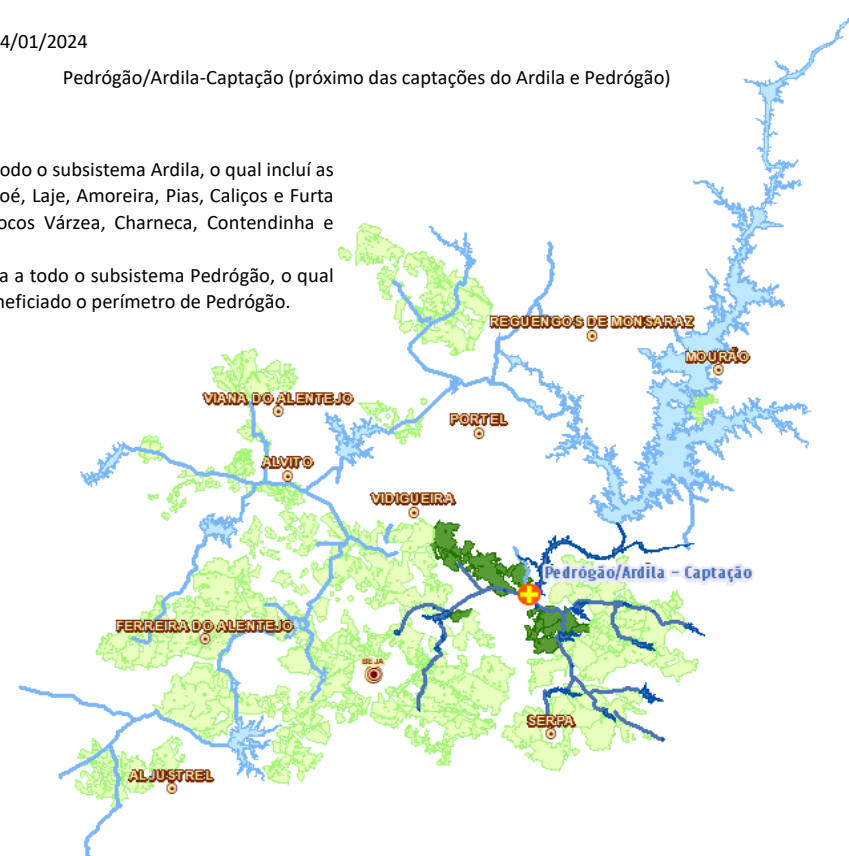 4/01/2024
Pedrógão/Ardila-Captação (próximo das captações do Ardila e Pedrógão)
odo o subsistema Ardila, o qual incluí as
oé, Laje, Amoreira, Pias, Caliços e Furta
ocos Várzea, Charneca, Contendinha e
a a todo o subsistema Pedrógão, o qual
neficiado o perímetro de Pedrógão.
REGUENGOS DE MONSARAZ
MOURÃO
VIANA DO ALENTEJO
PORTEL
ALVITO
VIDIGUEIRA
Pedrógão/Ardila – Captação
FERREIRA DO ALENTEJO
BEJA
SERPA
ALJUSTREL